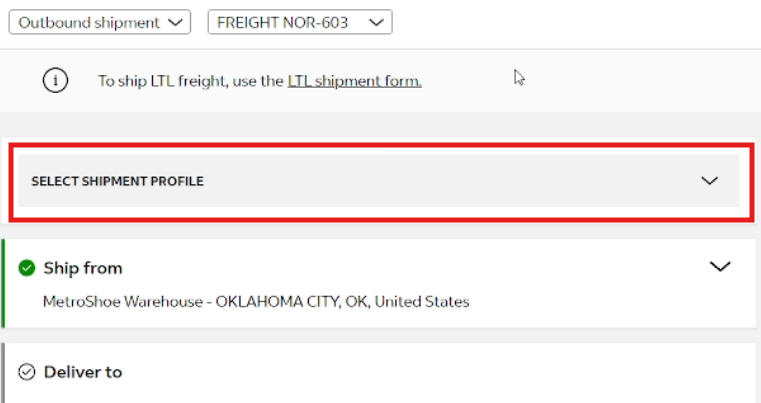 Outbound shipment FREIGHT NOR-603
To ship LTL freight, use the LTL shipment form.
SELECT SHIPMENT PROFILE
Ship from
MetroShoe Warehouse - OKLAHOMA CITY, OK, United States
Deliver to